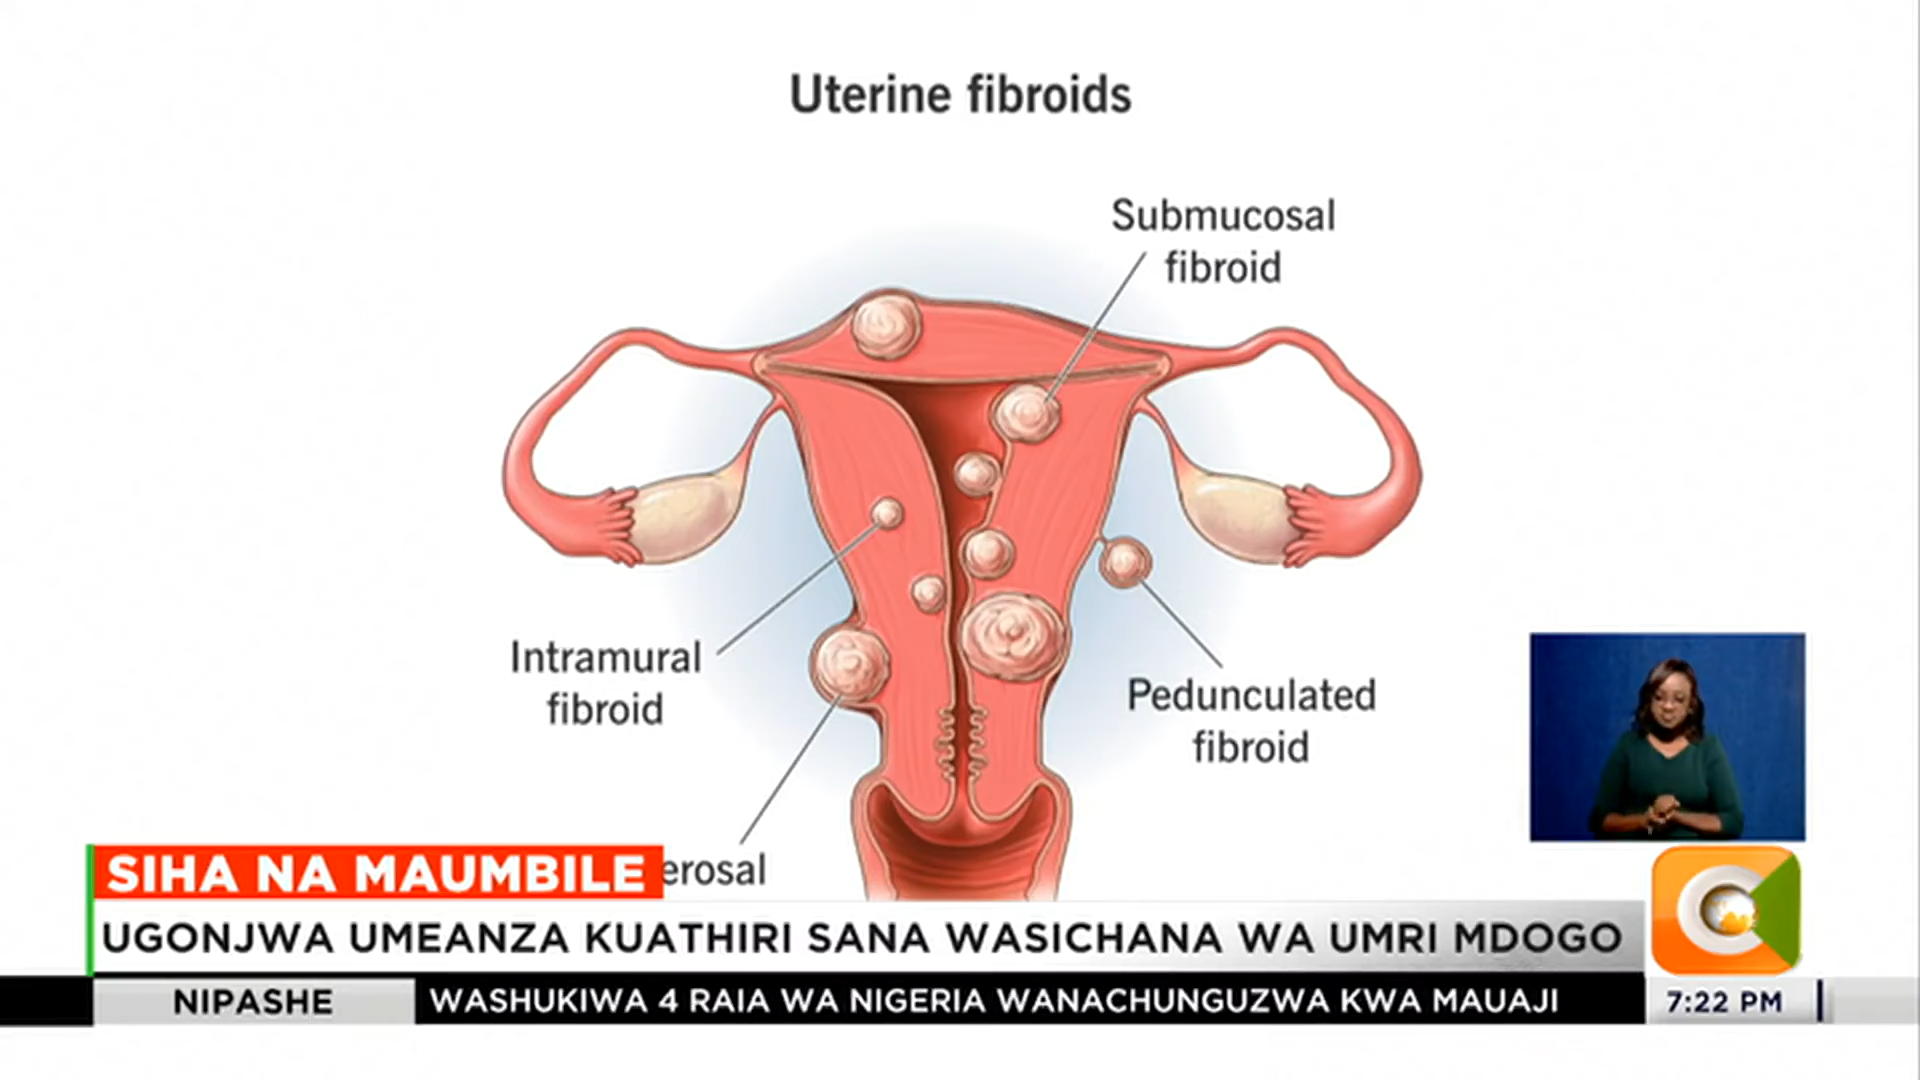 Uterine fibroids
Submucosal
fibroid
Intramural
fibroid
Pedunculated
fibroid
erosal
SIHA NA MAUMBILE
UGONJWA UMEANZA KUATHIRI SANA WASICHANA WA UMRI MDOGO
NIPASHE
WASHUKIWA 4 RAIA WA NIGERIA WANACHUNGUZWA KWA MAUAJI
7:22 PM